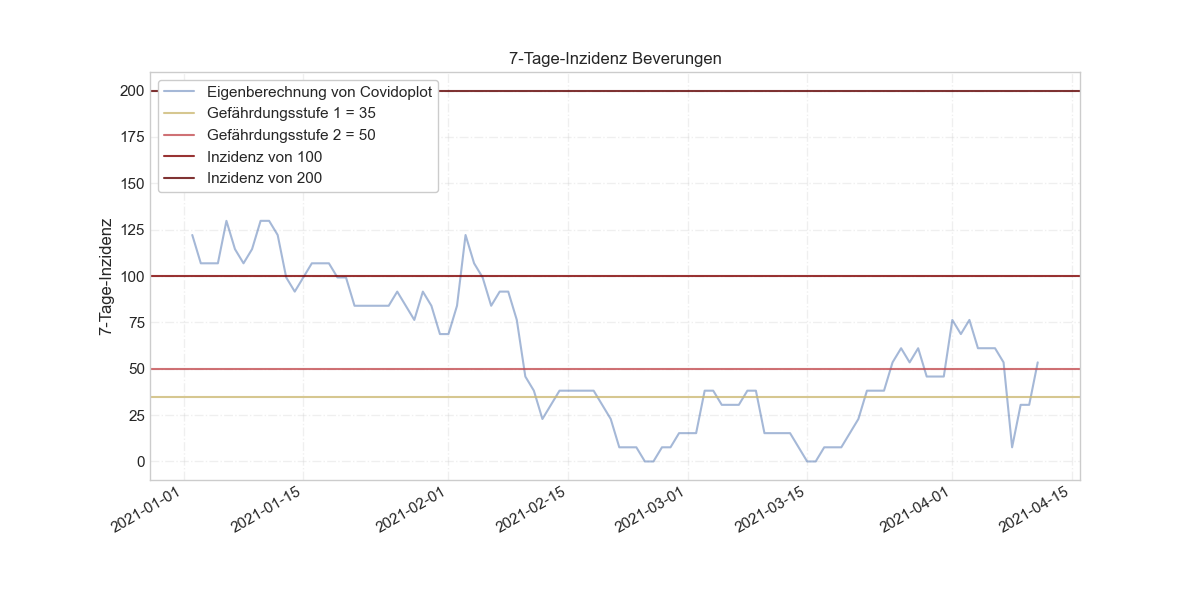 7-Tage-Inzidenz Beverungen
Eigenberechnung von Covidoplot
Gefährdungsstufe 1 = 35
Gefährdungsstufe 2 = 50
Inzidenz von 100
Inzidenz von 200
7-Tage-Inzidenz
200
175
150
125
100
75
50
25
0
2021-01-01
2021-01-15
2021-02-01
2021-02-15
2021-03-01
2021-03-15
2021-04-01
2021-04-15